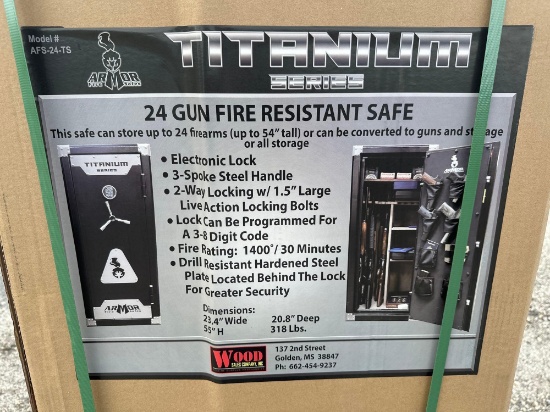 Model #
AFS-24-TS
ARMOR
TITANIUM
SERIES
24 GUN FIRE RESISTANT SAFE
This safe can store up to 24 firearms (up to 54" tall) or can be converted to guns and storage
or all storage
• Electronic Lock
• 3-Spoke Steel Handle
• 2-Way Locking w/ 1.5" Large
Live Action Locking Bolts
• Lock Can Be Programmed For
A 3-8 Digit Code
• Fire Rating: 1400°/ 30 Minutes
• Drill Resistant Hardened Steel
Plate Located Behind The Lock
For Greater Security
Dimensions:
23.4" Wide 20.8" Deep
55" H 318 Lbs.
TITANIUM
SERIES
ARMOR
WOOD
SALES COMPANY, INC.
137 2nd Street
Golden, MS 38847
Ph: 662-454-9237